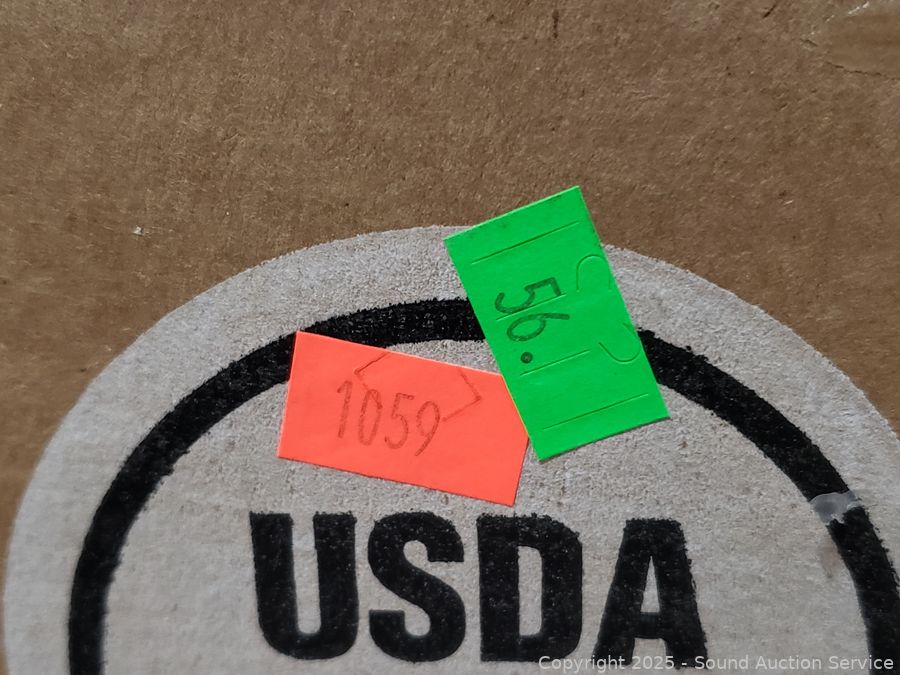 56.
1059
USDA
Copyright 2025 - Sound Auction Service